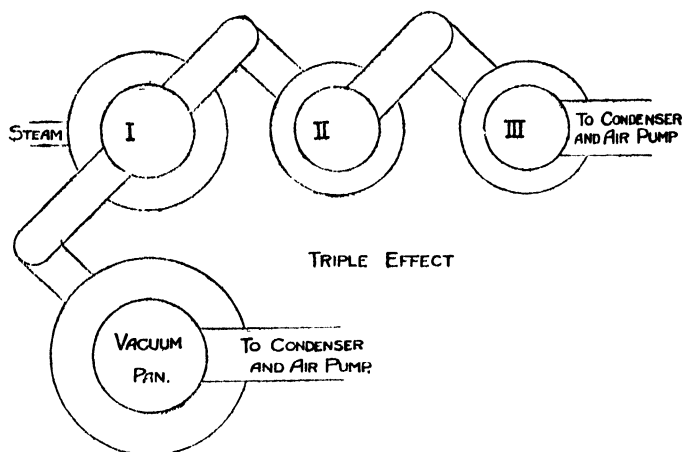 STEAM
I
II
III
TO CONDENSER
AND AIR PUMP
TRIPLE EFFECT
VACUUM
PAN.
TO CONDENSER
AND AIR PUMP.